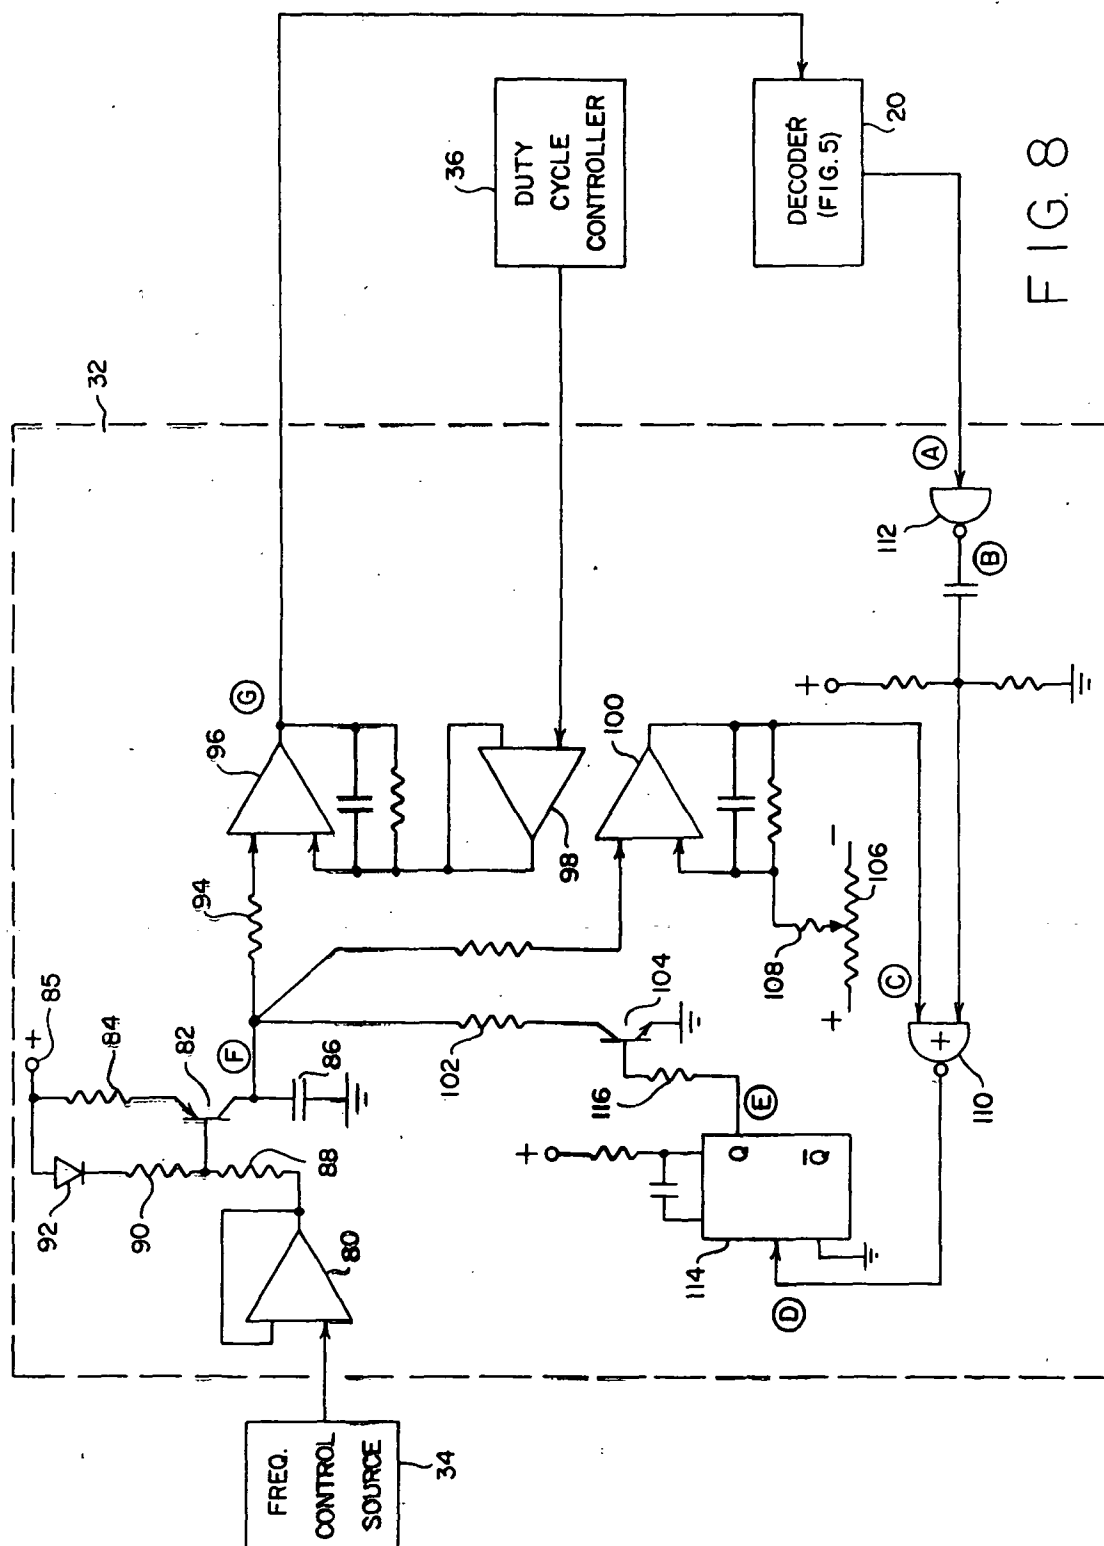 32
85
+
84
82
F
86
92
90
88
80
FREQ.
CONTROL
SOURCE
34
94
96
G
36
DUTY
CYCLE
CONTROLLER
98
100
102
104
116
E
+
Q
Q̅
114
D
106
+
−
108
C
+
110
+
B
112
A
DECODER
(FIG. 5)
20
FIG. 8